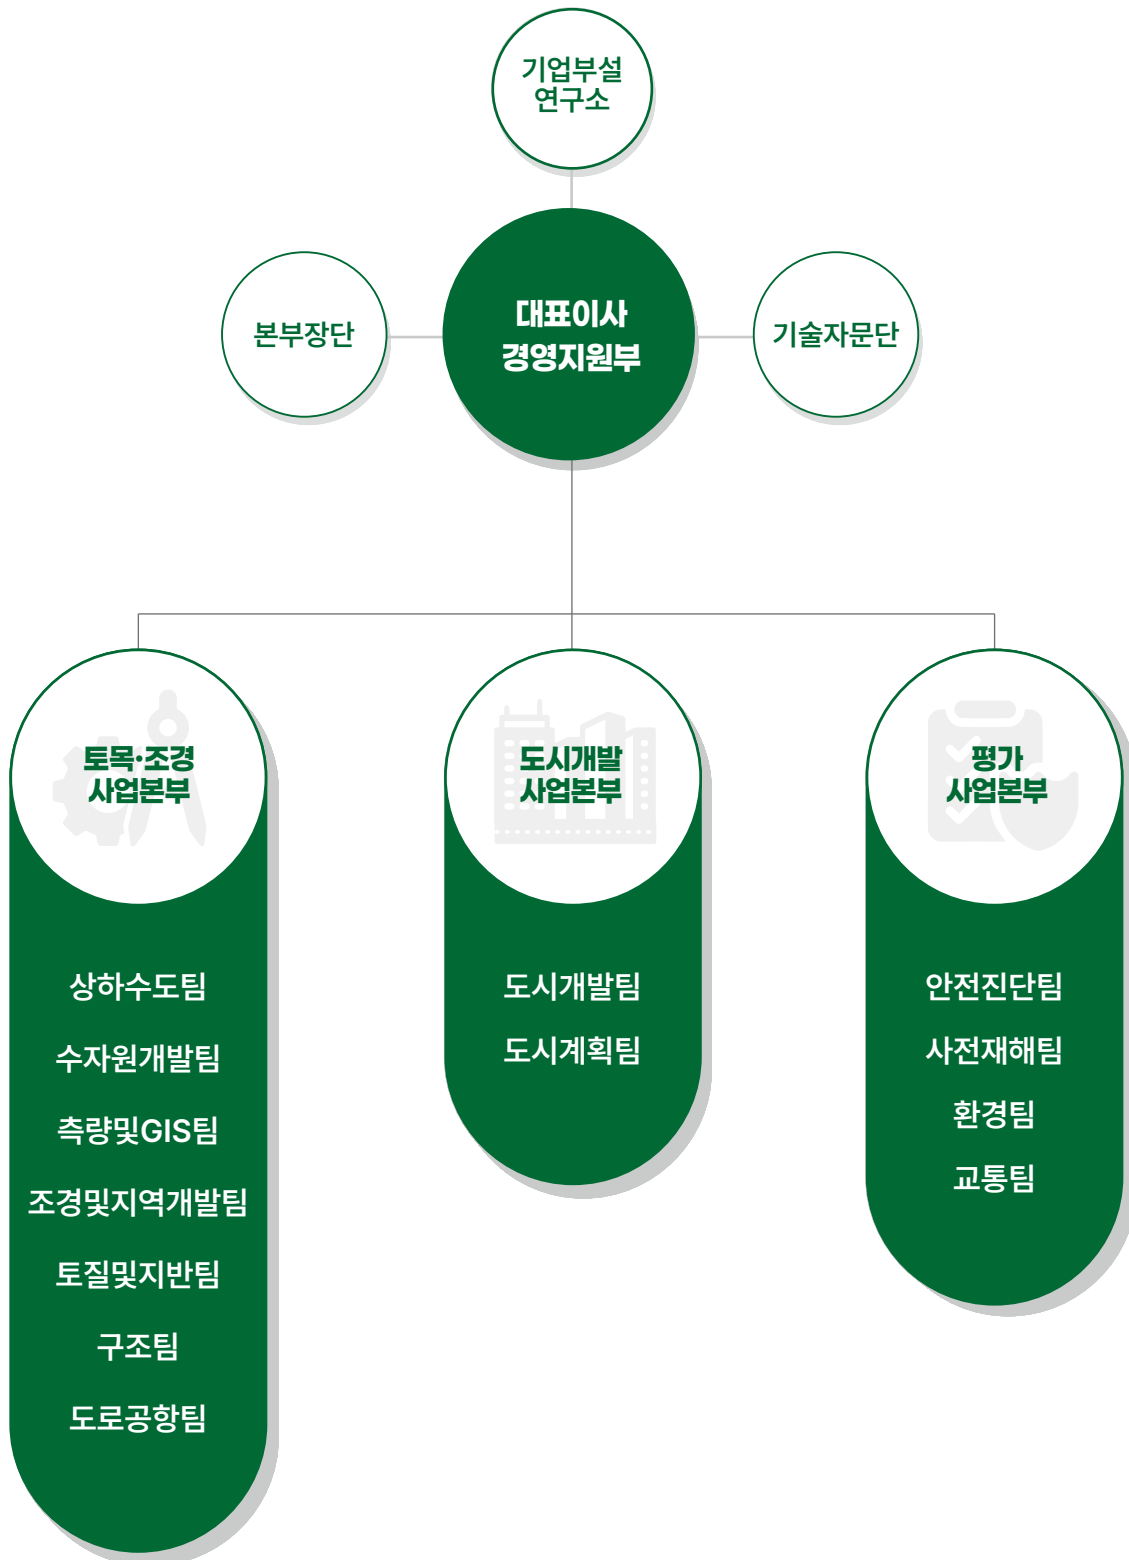 기업부설
연구소
본부장단
대표이사
경영지원부
기술자문단
토목·조경
사업본부
상하수도팀
수자원개발팀
측량및GIS팀
조경및지역개발팀
토질및지반팀
구조팀
도로공항팀
도시개발
사업본부
도시개발팀
도시계획팀
평가
사업본부
안전진단팀
사전재해팀
환경팀
교통팀